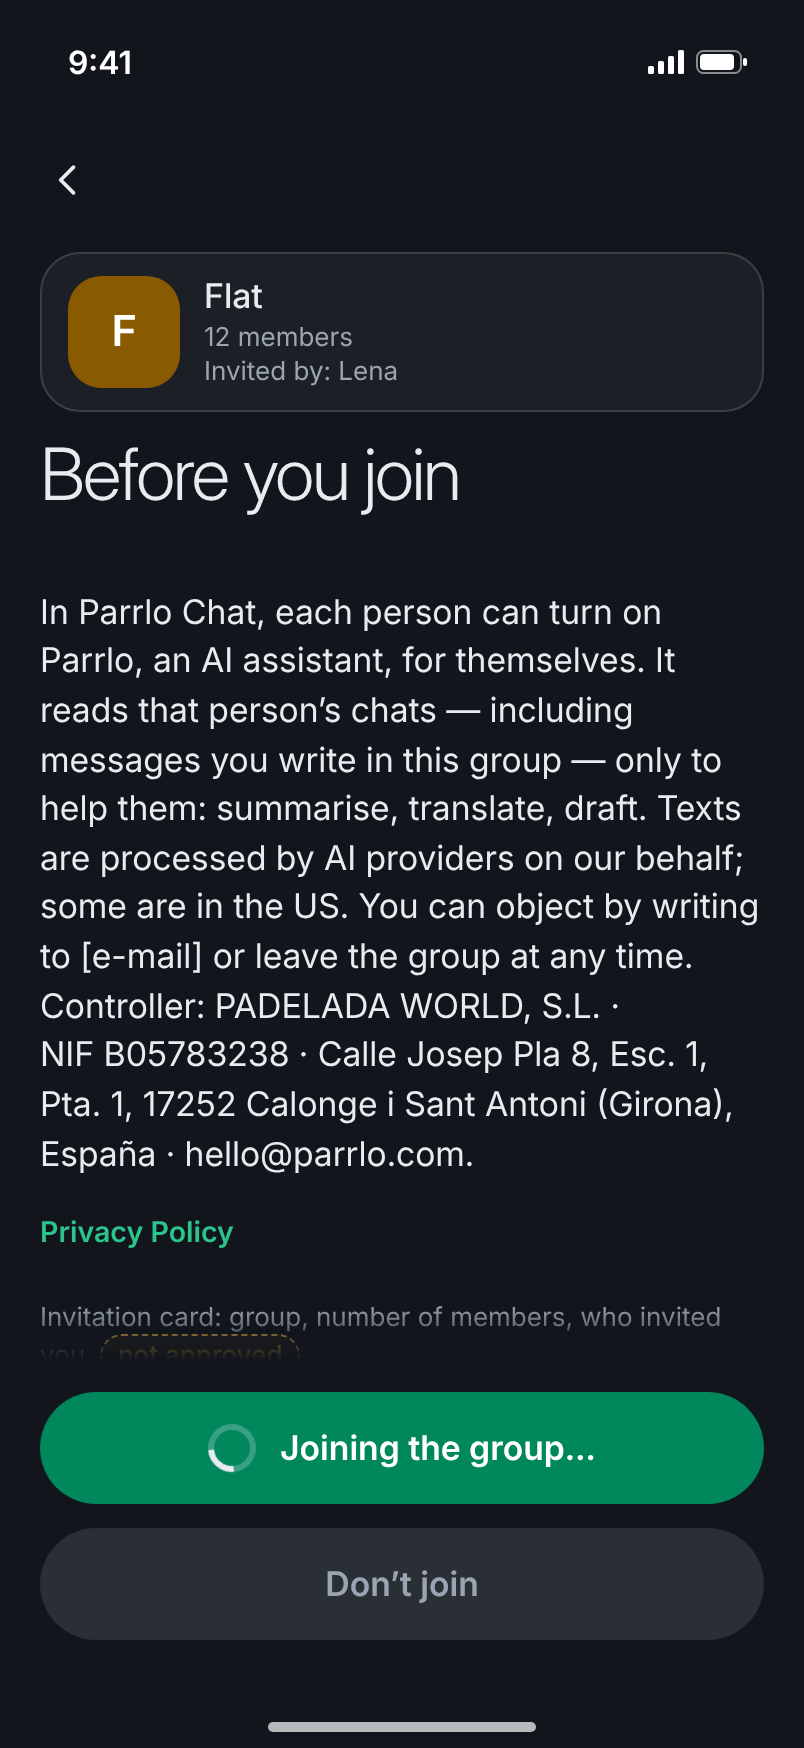 9:41
F
Flat
12 members
Invited by: Lena
Before you join
In Parrlo Chat, each person can turn on
Parrlo, an AI assistant, for themselves. It
reads that person’s chats — including
messages you write in this group — only to
help them: summarise, translate, draft. Texts
are processed by AI providers on our behalf;
some are in the US. You can object by writing
to [e-mail] or leave the group at any time.
Controller: PADELADA WORLD, S.L. ·
NIF B05783238 · Calle Josep Pla 8, Esc. 1,
Pta. 1, 17252 Calonge i Sant Antoni (Girona),
España · hello@parrlo.com.
Privacy Policy
Invitation card: group, number of members, who invited
you. not approved
Joining the group…
Don’t join